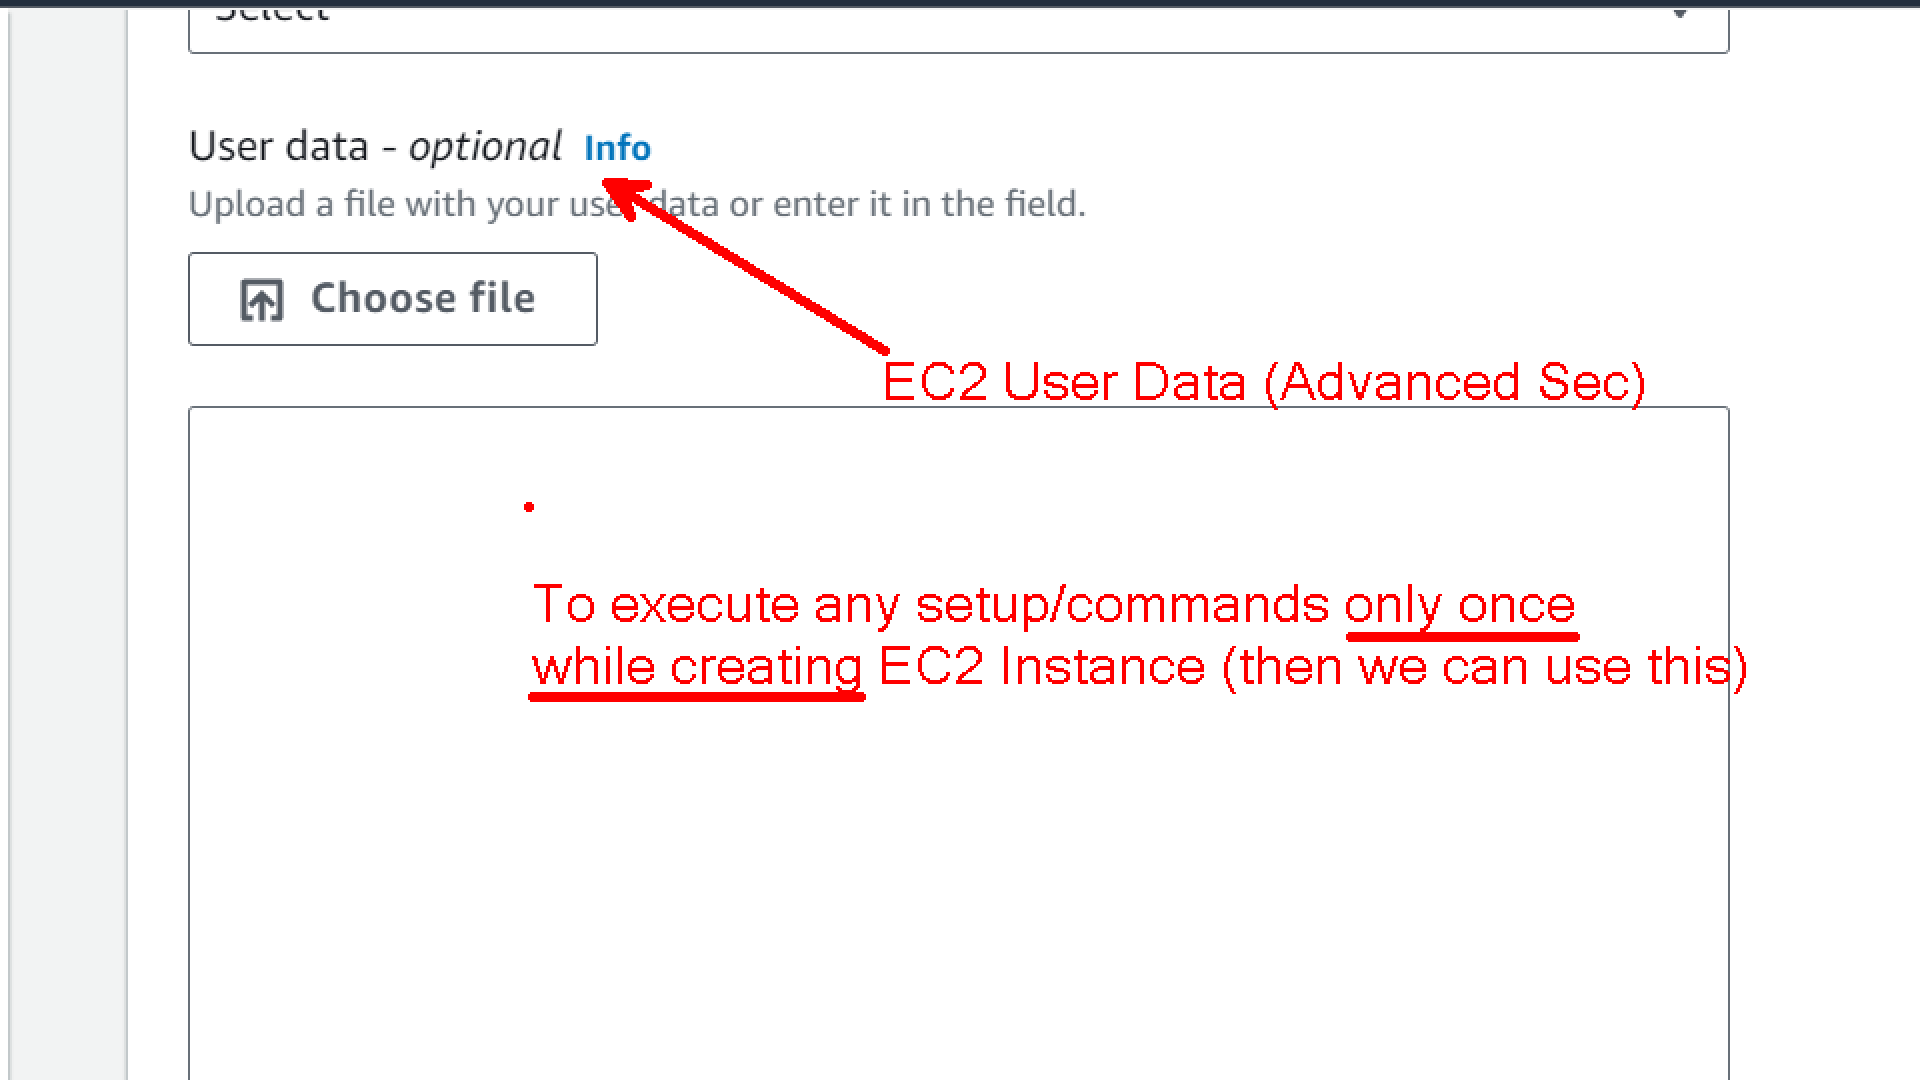 Select
User data - optional Info
Upload a file with your user data or enter it in the field.
Choose file
EC2 User Data (Advanced Sec)
To execute any setup/commands only once
while creating EC2 Instance (then we can use this)